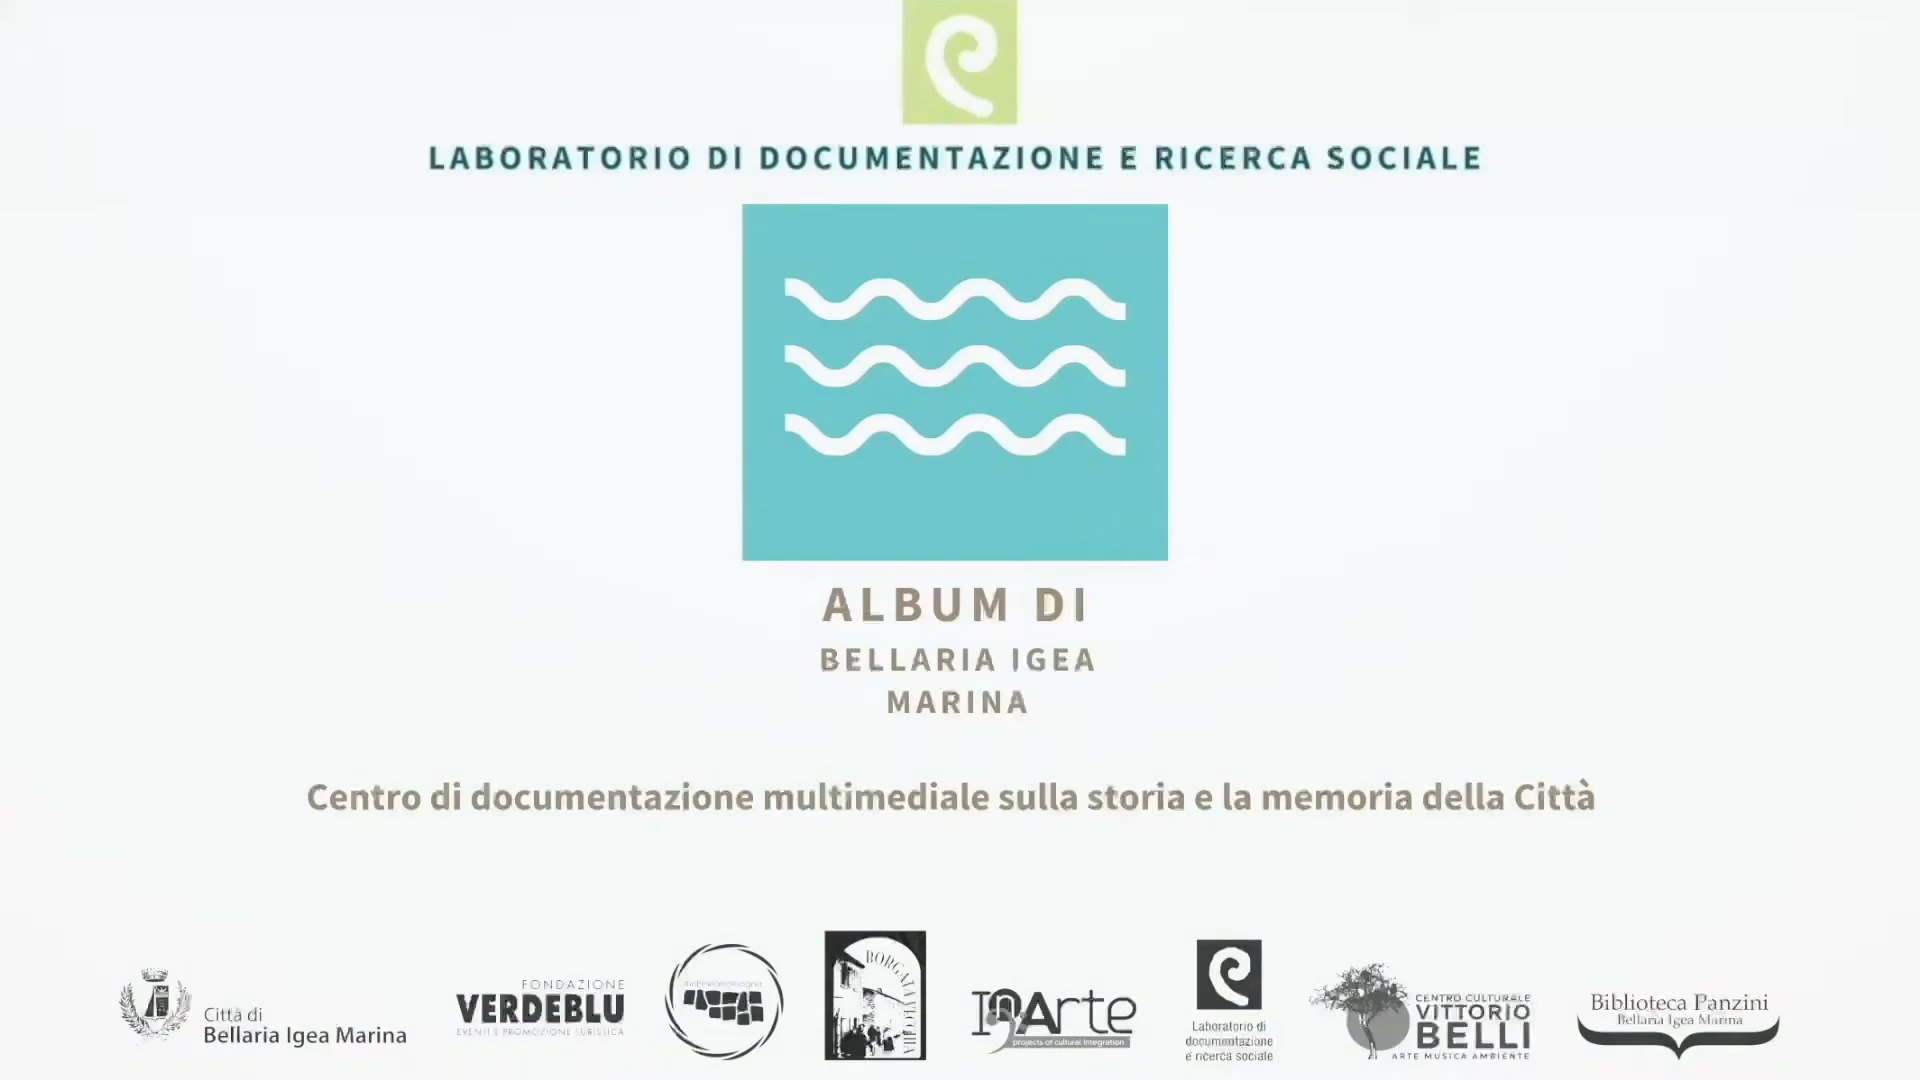 LABORATORIO DI DOCUMENTAZIONE E RICERCA SOCIALE
ALBUM DI
BELLARIA IGEA
MARINA
Centro di documentazione multimediale sulla storia e la memoria della Città
Città di
Bellaria Igea Marina
FONDAZIONE
VERDEBLU
EVENTI E PROMOZIONE TURISTICA
#inEmiliaRomagna
BORGATA VECCHIA
InArte
projects of cultural integration
Laboratorio di
documentazione
e ricerca sociale
CENTRO CULTURALE
VITTORIO
BELLI
ARTE MUSICA AMBIENTE
Biblioteca Panzini
Bellaria Igea Marina